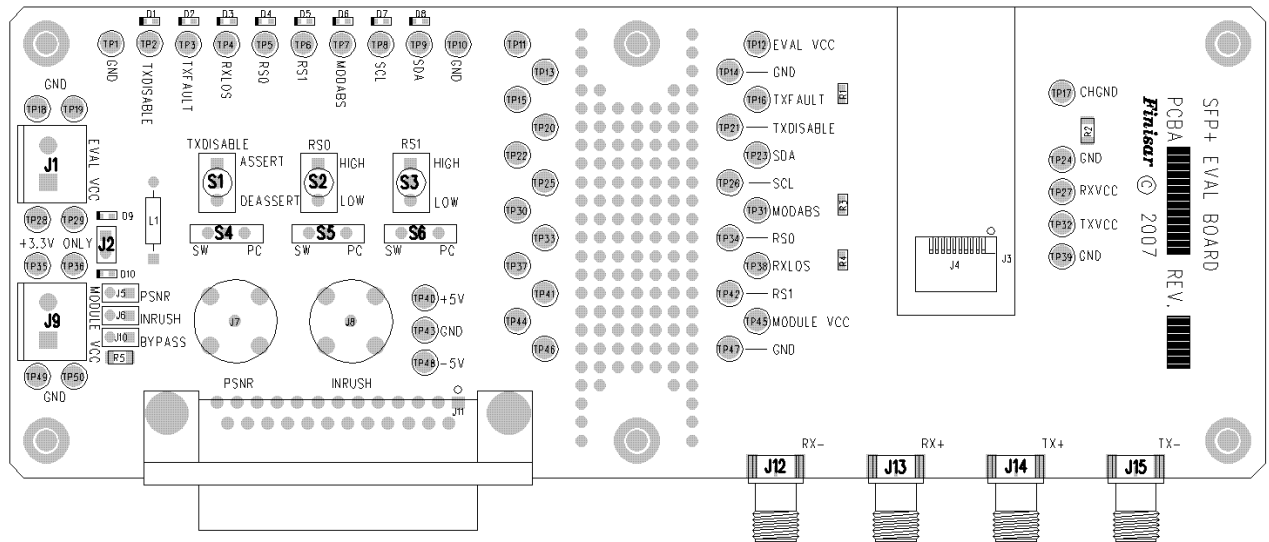 D1 D2 D3 D4 D5 D6 D7 D8
TP1 TP2 TP3 TP4 TP5 TP6 TP7 TP8 TP9 TP10 TP11
GND TXDISABLE TXFAULT RXLOS RS0 RS1 MODABS SCL SDA GND
GND
TP18 TP19
J1
EVAL VCC
TP28 TP29
+3.3V ONLY
TP35 TP36
D9
J2
D10
L1
J9
MODULE VCC
J5 PSNR
J6 INRUSH
J10 BYPASS
R5
TP49 TP50
GND
TXDISABLE RS0 RS1
ASSERT HIGH HIGH
S1 S2 S3
DEASSERT LOW LOW
S4 S5 S6
SW PC SW PC SW PC
J7 J8
PSNR INRUSH
TP40 +5V
TP43 GND
TP48 -5V
J11
TP13
TP15
TP20
TP22
TP25
TP30
TP33
TP37
TP41
TP44
TP46
TP12 EVAL VCC
TP14 GND
TP16 TXFAULT R1
TP21 TXDISABLE
TP23 SDA
TP26 SCL
TP31 MODABS R3
TP34 RS0
TP38 RXLOS R4
TP42 RS1
TP45 MODULE VCC
TP47 GND
J4 J3
TP17 CHGND
R2
TP24 GND
TP27 RXVCC
TP32 TXVCC
TP39 GND
SFP+ EVAL BOARD
PCBA REV.
Finisar © 2007
RX- RX+ TX+ TX-
J12 J13 J14 J15